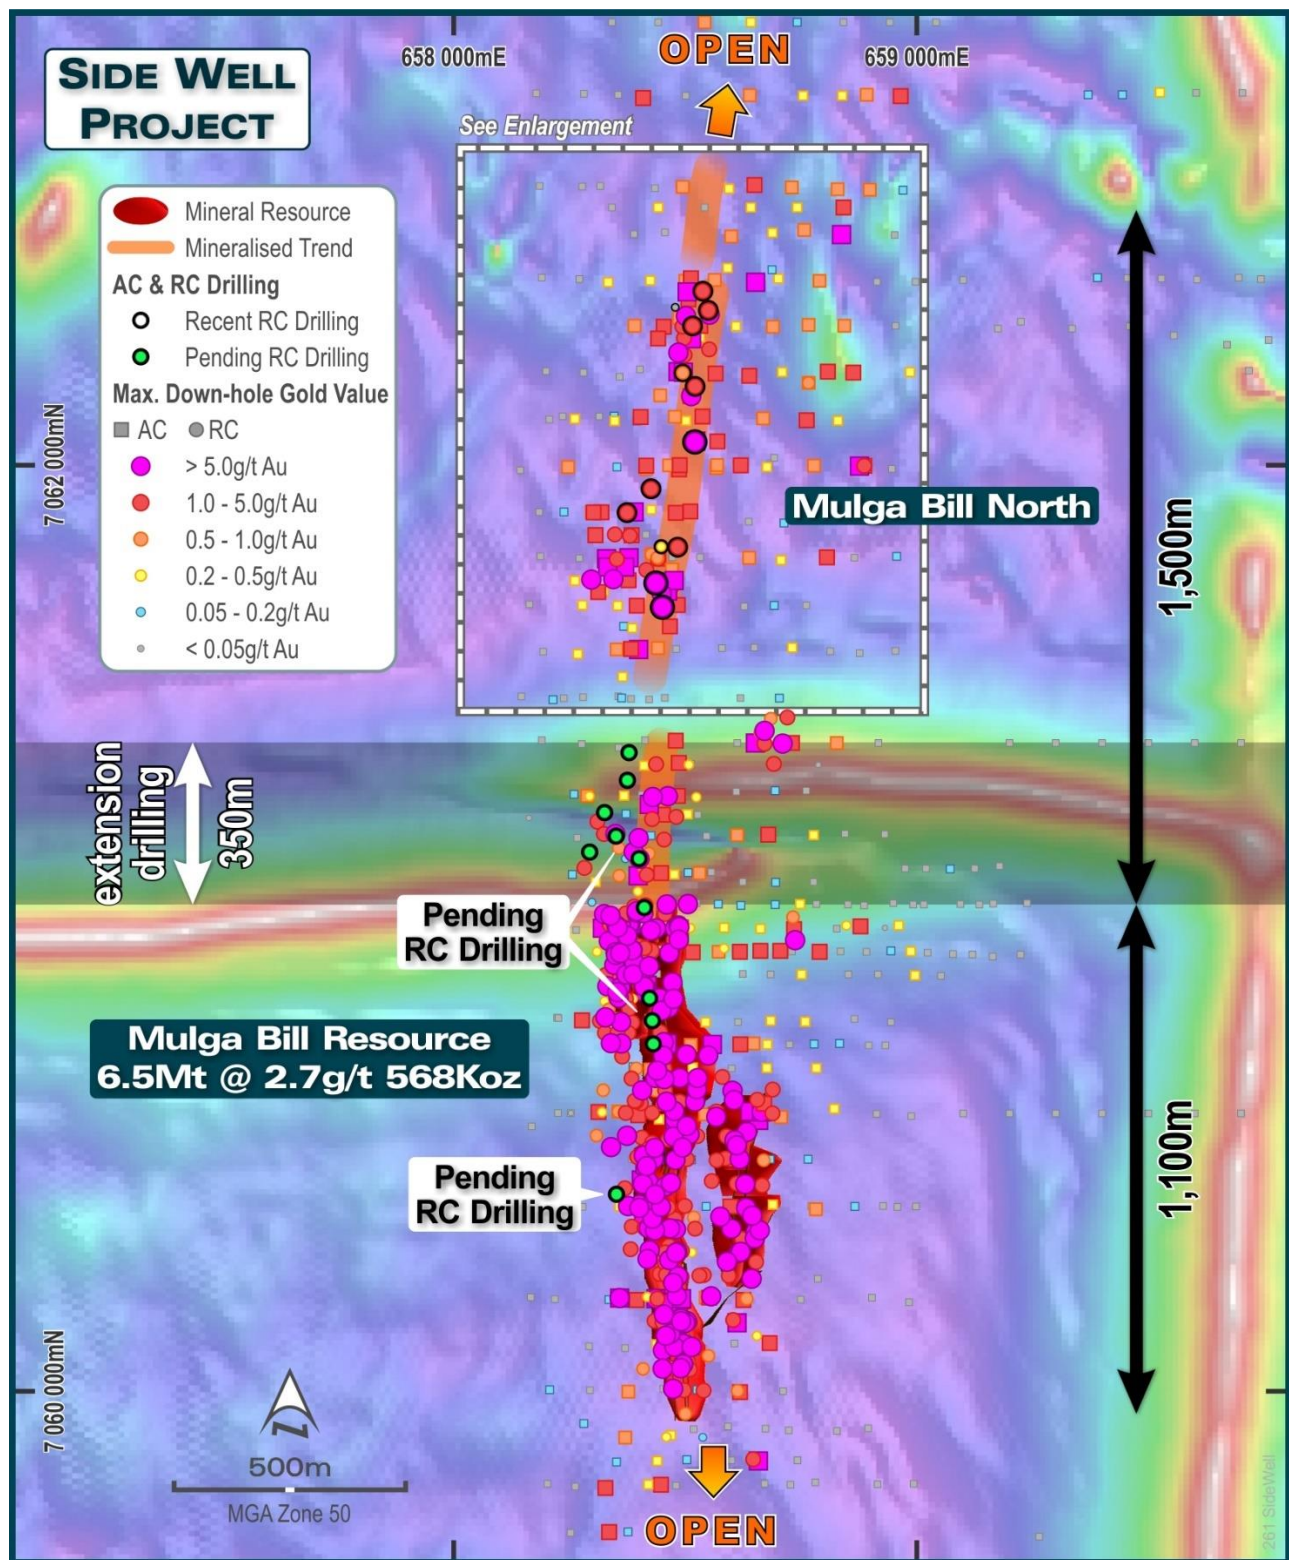 658 000mE
OPEN
659 000mE
SIDE WELL
PROJECT
See Enlargement
Mineral Resource
Mineralised Trend
AC & RC Drilling
Recent RC Drilling
Pending RC Drilling
Max. Down-hole Gold Value
AC RC
> 5.0g/t Au
1.0 - 5.0g/t Au
0.5 - 1.0g/t Au
0.2 - 0.5g/t Au
0.05 - 0.2g/t Au
< 0.05g/t Au
7 062 000mN
Mulga Bill North
1,500m
extension
drilling
350m
Pending
RC Drilling
Mulga Bill Resource
6.5Mt @ 2.7g/t 568Koz
1,100m
Pending
RC Drilling
7 060 000mN
N
500m
MGA Zone 50
OPEN
261 SideWell